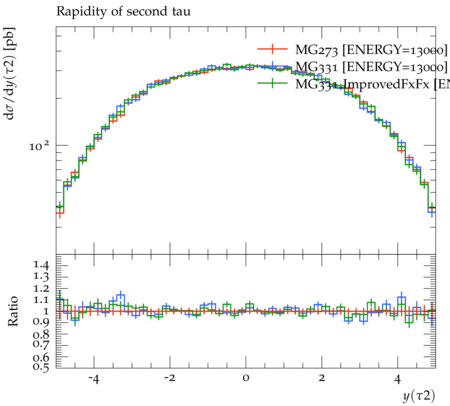 Rapidity of second tau
dσ/dy(τ2) [pb]
MG273 [ENERGY=13000]
MG331 [ENERGY=13000]
MG331 ImprovedFxFx [EN
10²
Ratio
1.4
1.3
1.2
1.1
1
0.9
0.8
0.7
0.6
0.5
-4 -2 0 2 4
y(τ2)